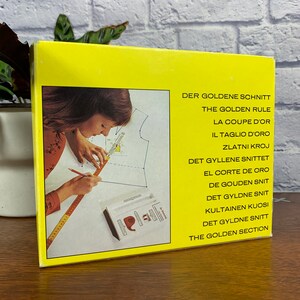 DER GOLDENE SCHNITT
THE GOLDEN RULE
LA COUPE D'OR
IL TAGLIO D'ORO
ZLATNI KROJ
DET GYLLENE SNITTET
EL CORTE DE ORO
DE GOUDEN SNIT
DET GYLDNE SNIT
KULTAINEN KUOSI
DET GYLDNE SNITT
THE GOLDEN SECTION